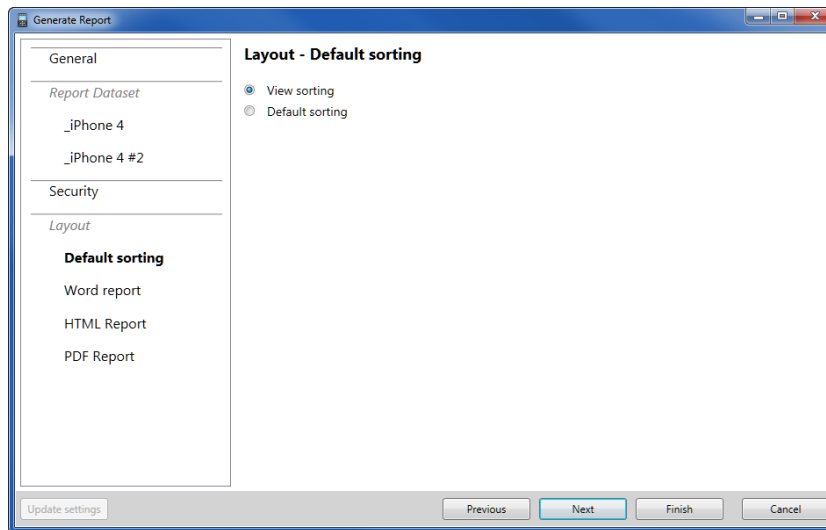 Generate Report
General
Report Dataset
_iPhone 4
_iPhone 4 #2
Security
Layout
Default sorting
Word report
HTML Report
PDF Report
Layout - Default sorting
View sorting
Default sorting
Update settings
Previous
Next
Finish
Cancel